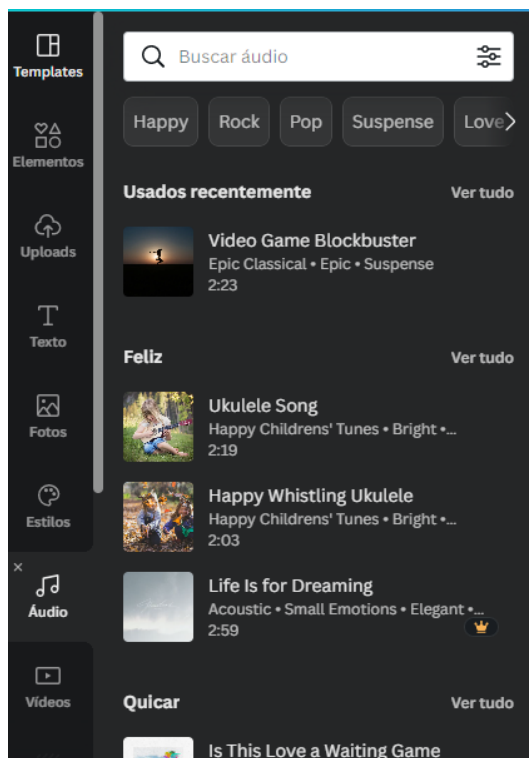 Templates
Elementos
Uploads
Texto
Fotos
Estilos
Áudio
Vídeos
Buscar áudio
Happy
Rock
Pop
Suspense
Love
Usados recentemente
Ver tudo
Video Game Blockbuster
Epic Classical • Epic • Suspense
2:23
Feliz
Ver tudo
Ukulele Song
Happy Childrens' Tunes • Bright •...
2:19
Happy Whistling Ukulele
Happy Childrens' Tunes • Bright •...
2:03
Life Is for Dreaming
Acoustic • Small Emotions • Elegant •...
2:59
Quicar
Ver tudo
Is This Love a Waiting Game